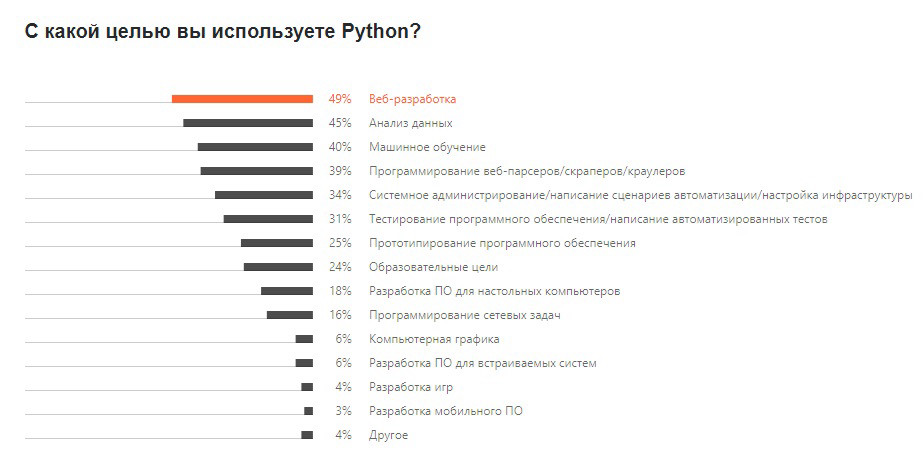 С какой целью вы используете Python?
49% Веб-разработка
45% Анализ данных
40% Машинное обучение
39% Программирование веб-парсеров/скраперов/краулеров
34% Системное администрирование/написание сценариев автоматизации/настройка инфраструктуры
31% Тестирование программного обеспечения/написание автоматизированных тестов
25% Прототипирование программного обеспечения
24% Образовательные цели
18% Разработка ПО для настольных компьютеров
16% Программирование сетевых задач
6% Компьютерная графика
6% Разработка ПО для встраиваемых систем
4% Разработка игр
3% Разработка мобильного ПО
4% Другое